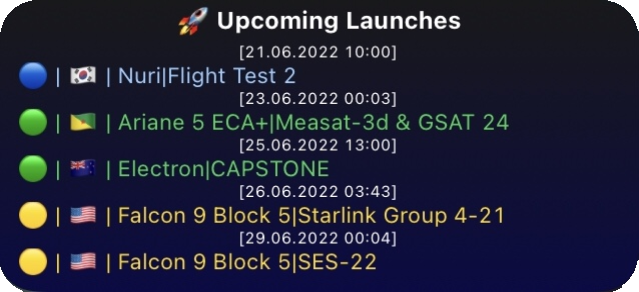 🚀 Upcoming Launches
[21.06.2022 10:00]
🔵 | 🇰🇷 | Nuri|Flight Test 2
[23.06.2022 00:03]
🟢 | 🇬🇫 | Ariane 5 ECA+|Measat-3d & GSAT 24
[25.06.2022 13:00]
🟢 | 🇳🇿 | Electron|CAPSTONE
[26.06.2022 03:43]
🟡 | 🇺🇸 | Falcon 9 Block 5|Starlink Group 4-21
[29.06.2022 00:04]
🟡 | 🇺🇸 | Falcon 9 Block 5|SES-22